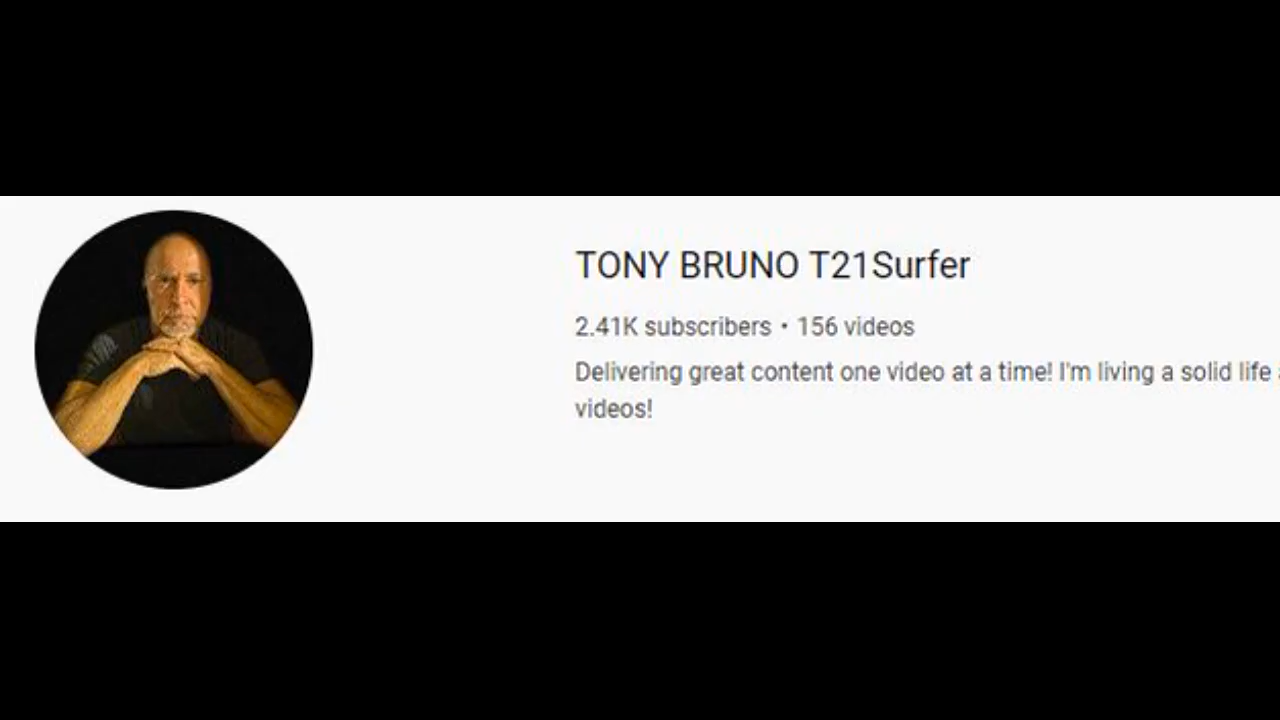 TONY BRUNO T21Surfer
2.41K subscribers • 156 videos
Delivering great content one video at a time! I'm living a solid life
videos!